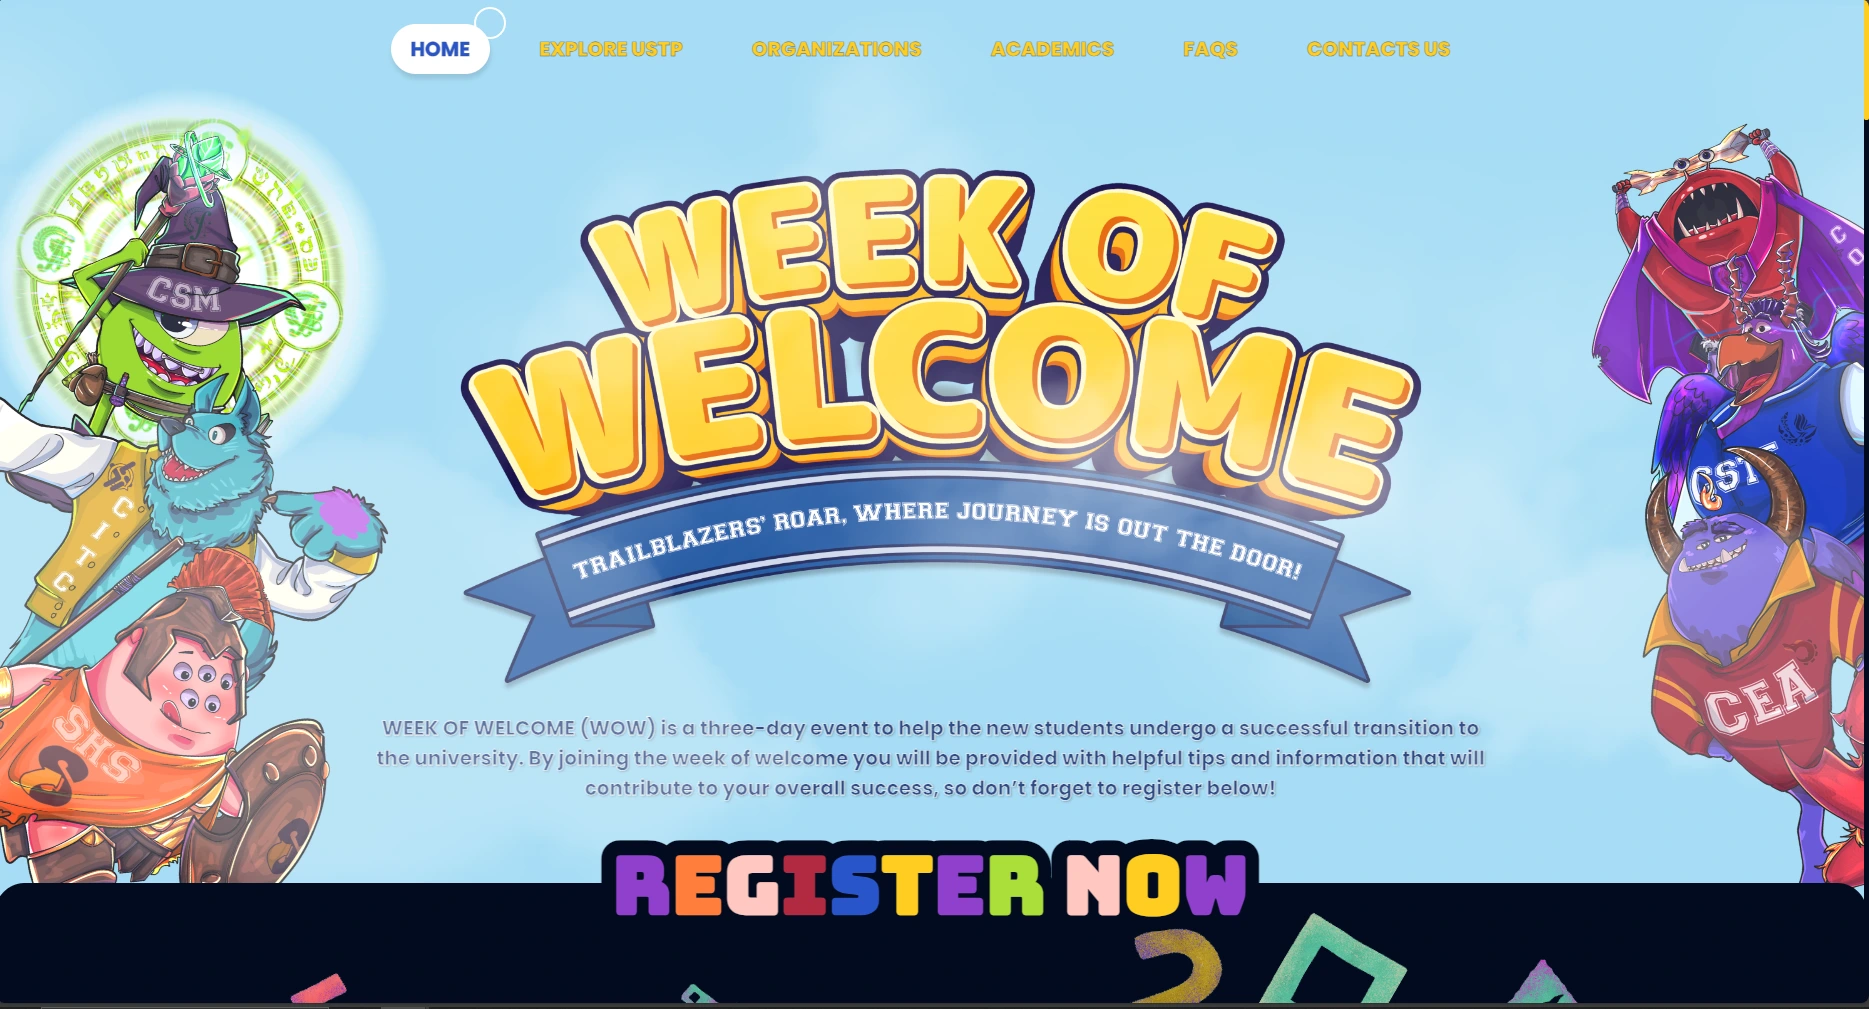 HOME
EXPLORE USTP
ORGANIZATIONS
ACADEMICS
FAQS
CONTACTS US
WEEK OF
WELCOME
TRAILBLAZERS' ROAR, WHERE JOURNEY IS OUT THE DOOR!
CSM
CITC
SHS
CO
CST
CEA
WEEK OF WELCOME (WOW) is a three-day event to help the new students undergo a successful transition to
the university. By joining the week of welcome you will be provided with helpful tips and information that will
contribute to your overall success, so don’t forget to register below!
REGISTER NOW